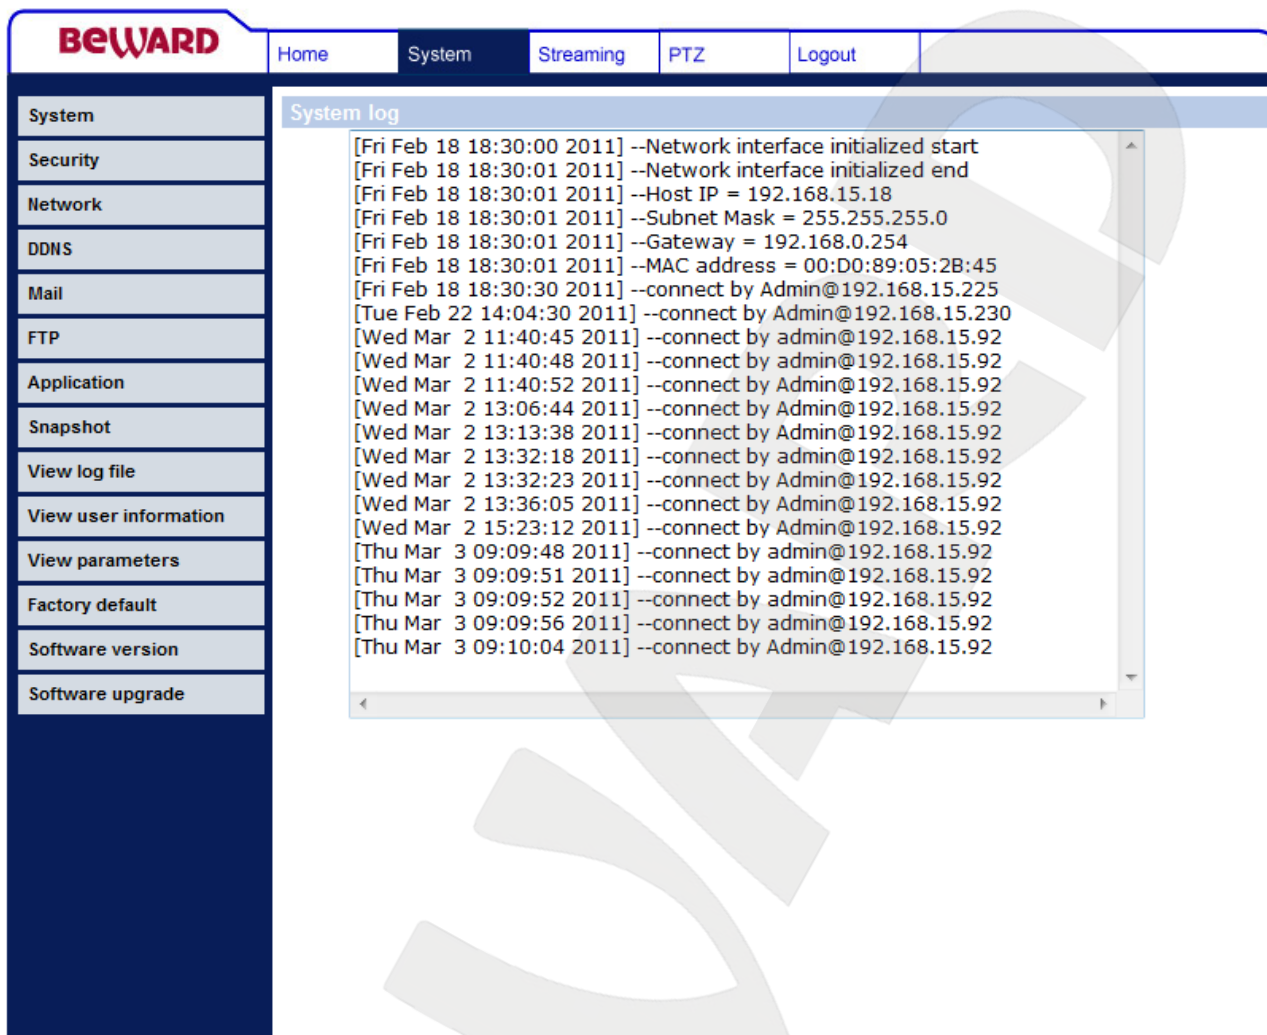 BEWARD
Home System Streaming PTZ Logout
System
Security
Network
DDNS
Mail
FTP
Application
Snapshot
View log file
View user information
View parameters
Factory default
Software version
Software upgrade
System log
[Fri Feb 18 18:30:00 2011] --Network interface initialized start
[Fri Feb 18 18:30:01 2011] --Network interface initialized end
[Fri Feb 18 18:30:01 2011] --Host IP = 192.168.15.18
[Fri Feb 18 18:30:01 2011] --Subnet Mask = 255.255.255.0
[Fri Feb 18 18:30:01 2011] --Gateway = 192.168.0.254
[Fri Feb 18 18:30:01 2011] --MAC address = 00:D0:89:05:2B:45
[Fri Feb 18 18:30:30 2011] --connect by Admin@192.168.15.225
[Tue Feb 22 14:04:30 2011] --connect by Admin@192.168.15.230
[Wed Mar  2 11:40:45 2011] --connect by admin@192.168.15.92
[Wed Mar  2 11:40:48 2011] --connect by admin@192.168.15.92
[Wed Mar  2 11:40:52 2011] --connect by Admin@192.168.15.92
[Wed Mar  2 13:06:44 2011] --connect by Admin@192.168.15.92
[Wed Mar  2 13:13:38 2011] --connect by Admin@192.168.15.92
[Wed Mar  2 13:32:18 2011] --connect by Admin@192.168.15.92
[Wed Mar  2 13:32:23 2011] --connect by Admin@192.168.15.92
[Wed Mar  2 13:36:05 2011] --connect by Admin@192.168.15.92
[Wed Mar  2 15:23:12 2011] --connect by Admin@192.168.15.92
[Thu Mar  3 09:09:48 2011] --connect by admin@192.168.15.92
[Thu Mar  3 09:09:51 2011] --connect by admin@192.168.15.92
[Thu Mar  3 09:09:52 2011] --connect by admin@192.168.15.92
[Thu Mar  3 09:09:56 2011] --connect by admin@192.168.15.92
[Thu Mar  3 09:10:04 2011] --connect by Admin@192.168.15.92